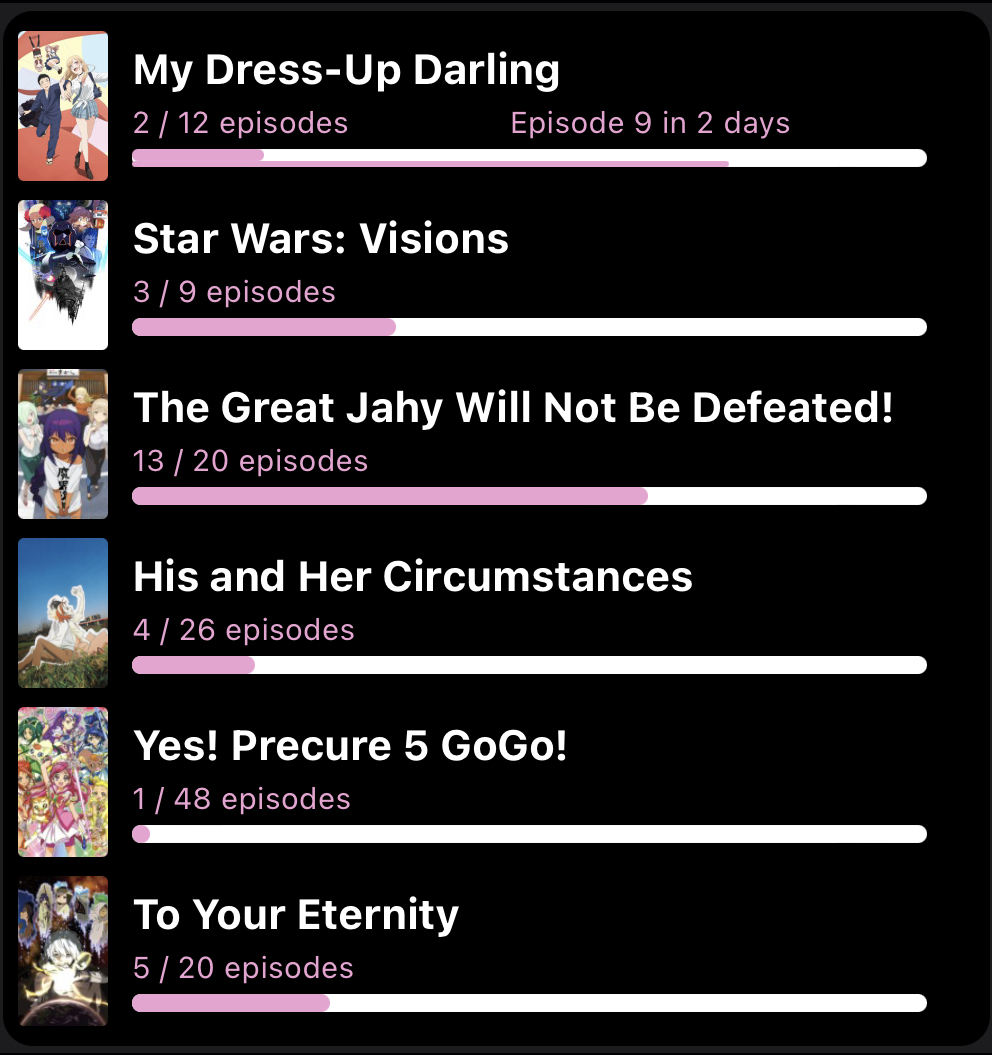 My Dress-Up Darling
2 / 12 episodes Episode 9 in 2 days
Star Wars: Visions
3 / 9 episodes
The Great Jahy Will Not Be Defeated!
13 / 20 episodes
His and Her Circumstances
4 / 26 episodes
Yes! Precure 5 GoGo!
1 / 48 episodes
To Your Eternity
5 / 20 episodes